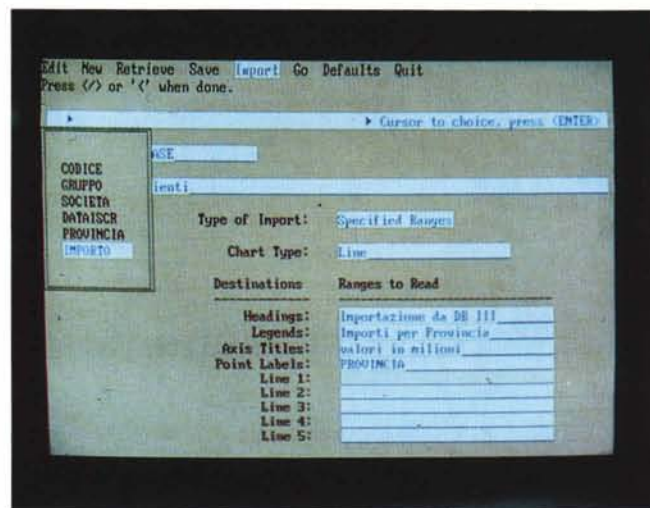 Edit New Retrieve Save Import Go Defaults Quit
Press </> or '<' when done.
Cursor to choice, press <ENTER>
ASE
CODICE
GRUPPO
SOCIETA
DATAISCR
PROVINCIA
IMPORTO
ienti
Type of Import: Specified Ranges
Chart Type: Line
Destinations Ranges to Read
Headings: Importazione da DB III
Legends: Importi per Provincia
Axis Titles: valori in milioni
Point Labels: PROVINCIA
Line 1:
Line 2:
Line 3:
Line 4:
Line 5: